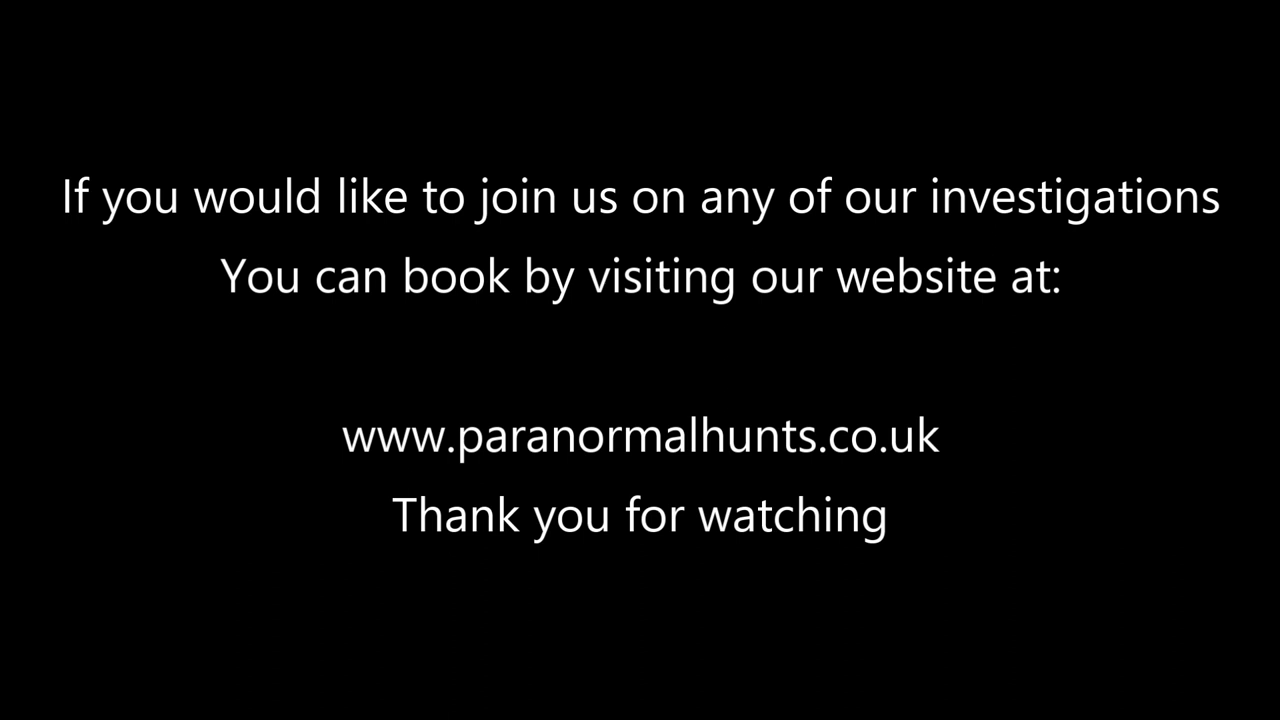 If you would like to join us on any of our investigations
You can book by visiting our website at:
www.paranormalhunts.co.uk
Thank you for watching